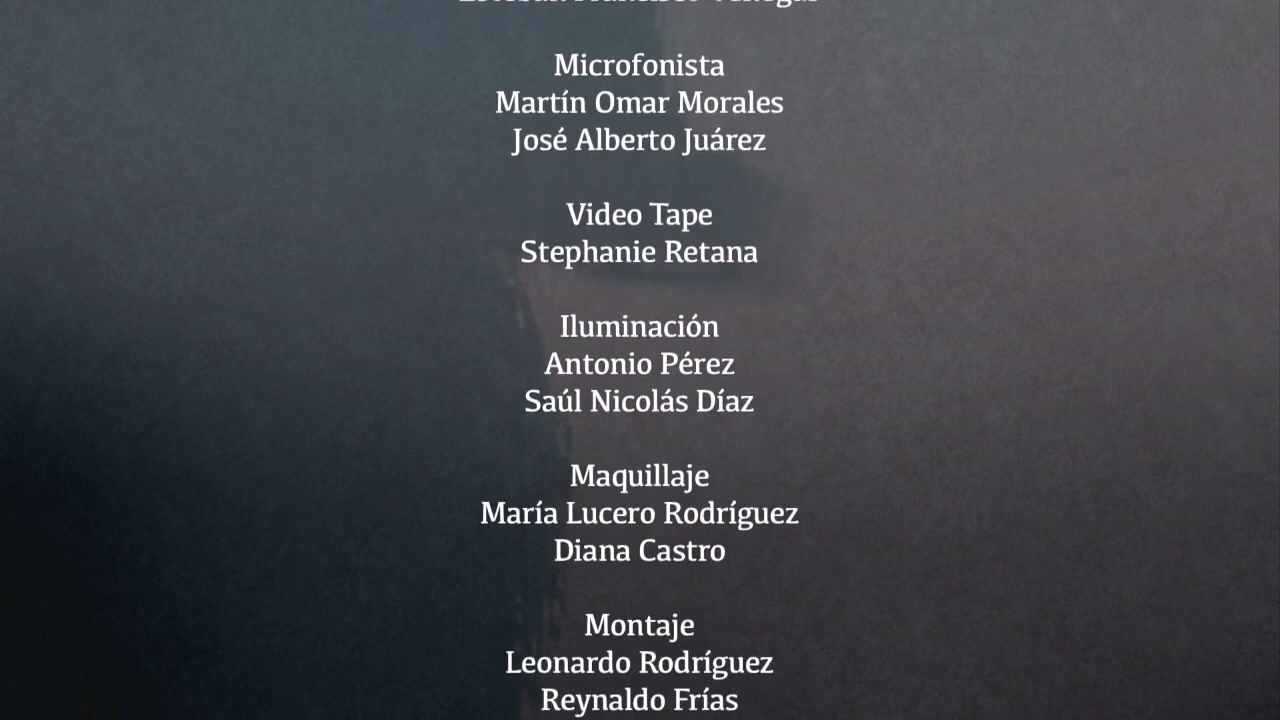 Microfonista
Martín Omar Morales
José Alberto Juárez
Video Tape
Stephanie Retana
Iluminación
Antonio Pérez
Saúl Nicolás Díaz
Maquillaje
María Lucero Rodríguez
Diana Castro
Montaje
Leonardo Rodríguez
Reynaldo Frías